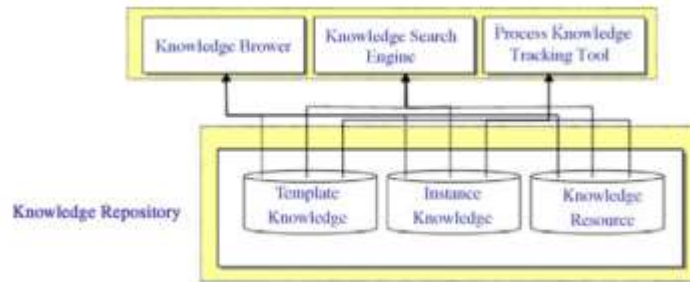 Knowledge Brower
Knowledge Search
Engine
Process Knowledge
Tracking Tool
Template
Knowledge
Instance
Knowledge
Knowledge
Resource
Knowledge Repository